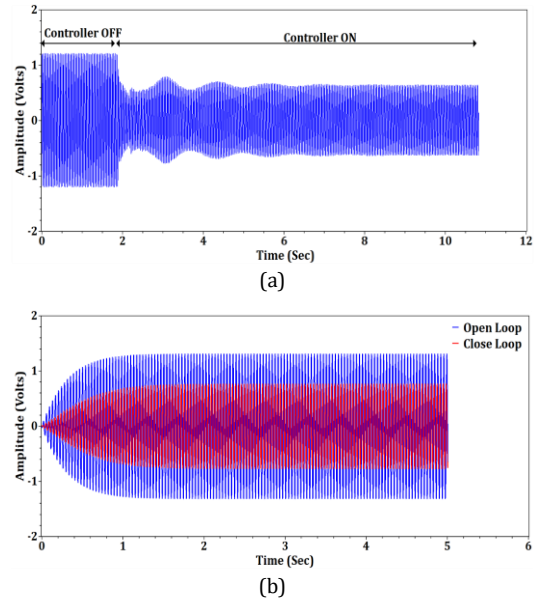 Controller OFF
Controller ON
2
1
0
-1
-2
Amplitude (Volts)
0 2 4 6 8 10 12
Time (Sec)
(a)
Open Loop
Close Loop
2
1
0
-1
-2
Amplitude (Volts)
0 1 2 3 4 5 6
Time (Sec)
(b)